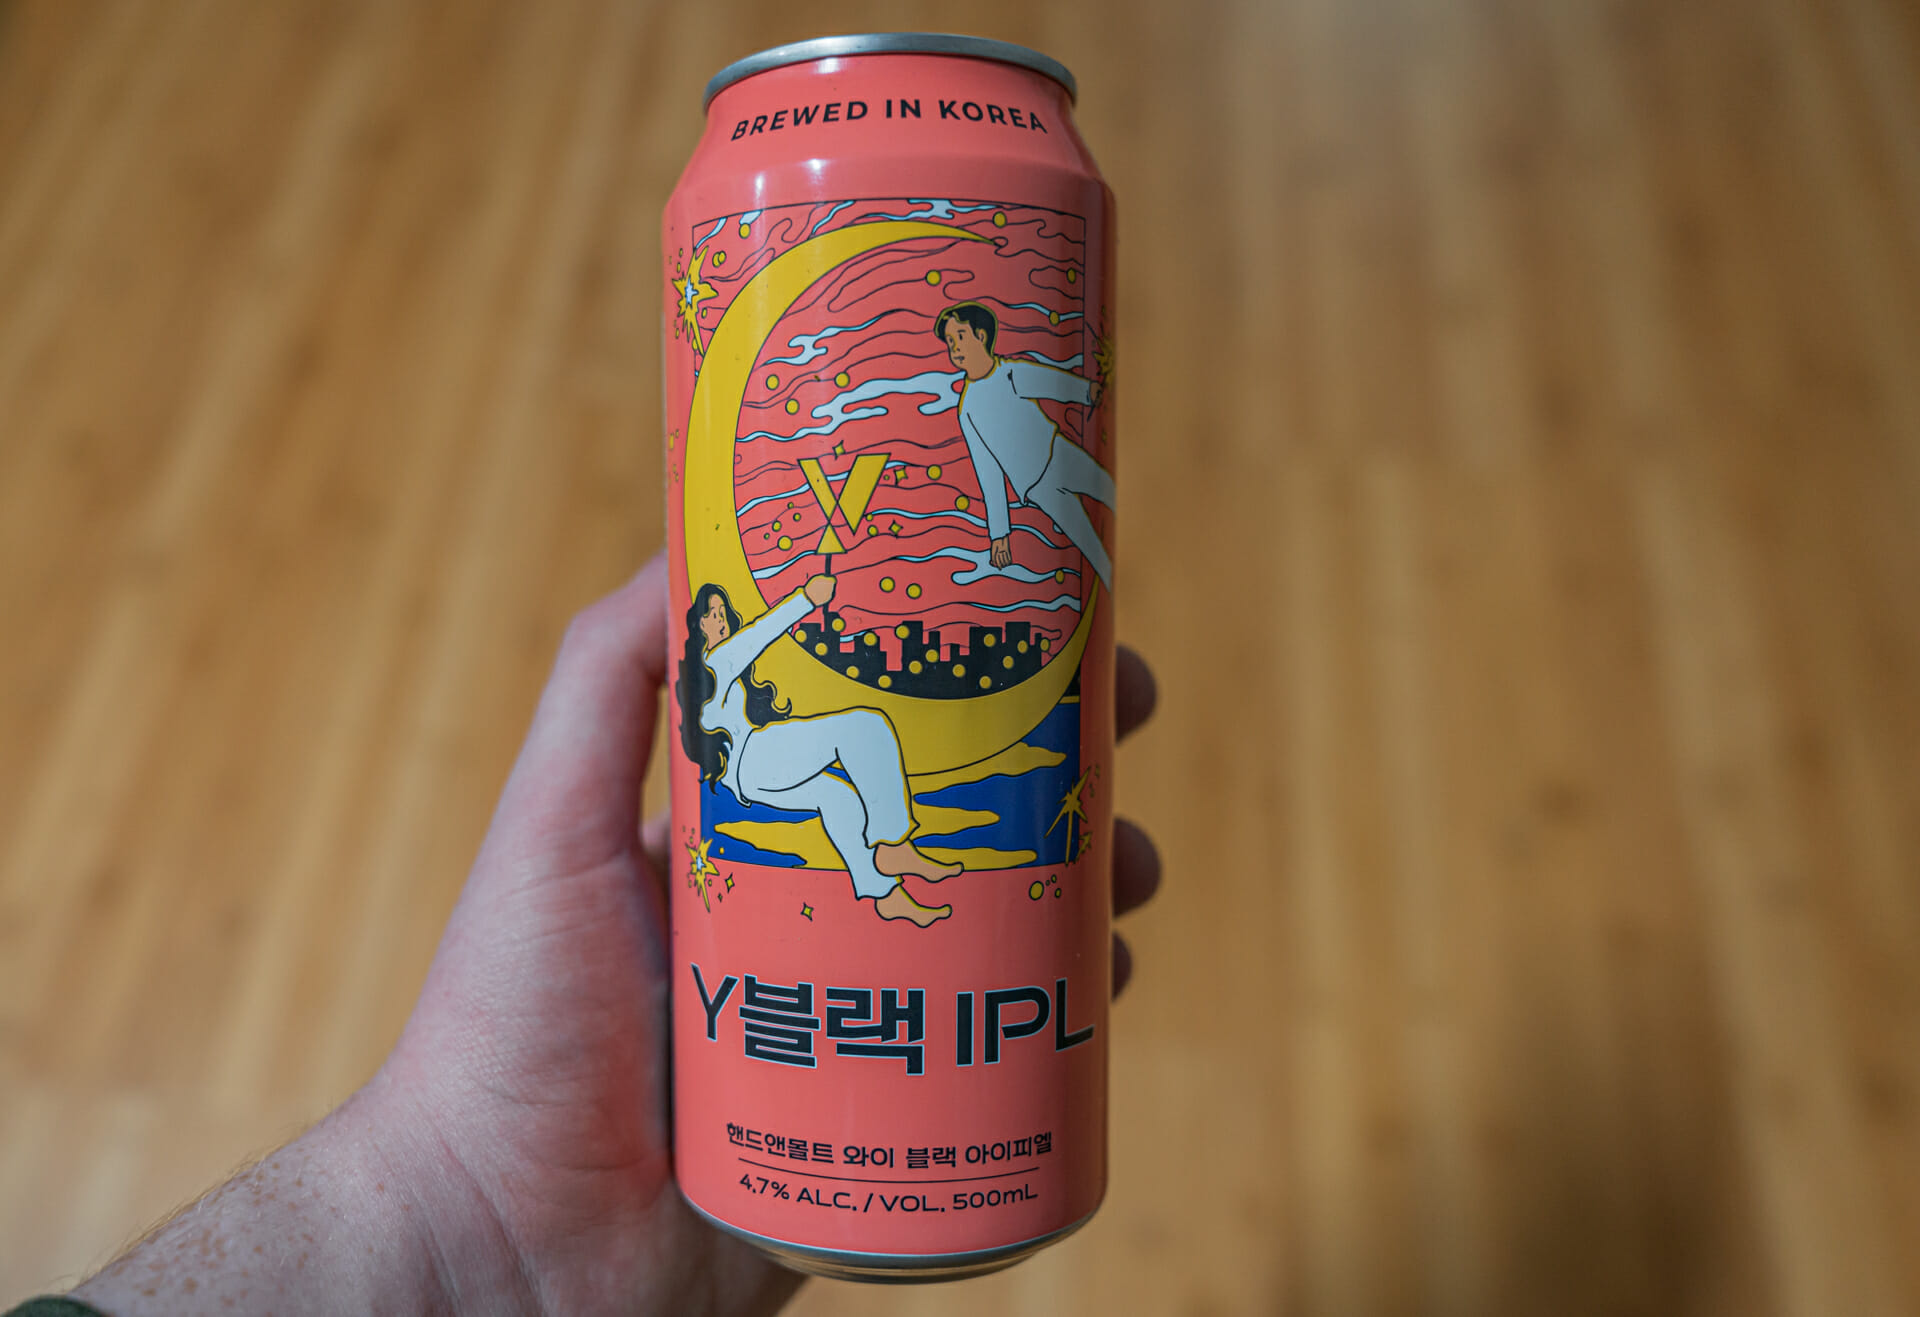 BREWED IN KOREA
Y블랙 IPL
핸드앤몰트 와이 블랙 아이피엘
4.7% ALC. / VOL. 500mL